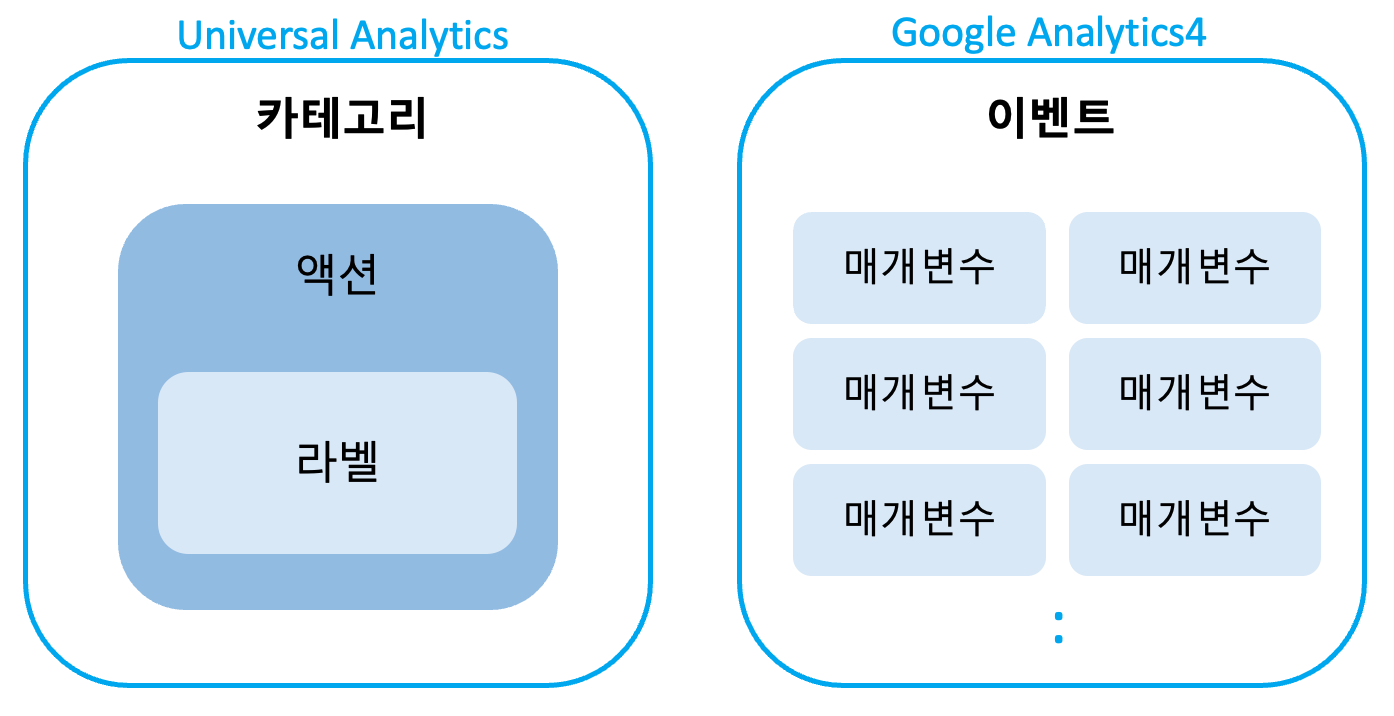 Universal Analytics
카테고리
액션
라벨
Google Analytics4
이벤트
매개변수 매개변수
매개변수 매개변수
매개변수 매개변수
: